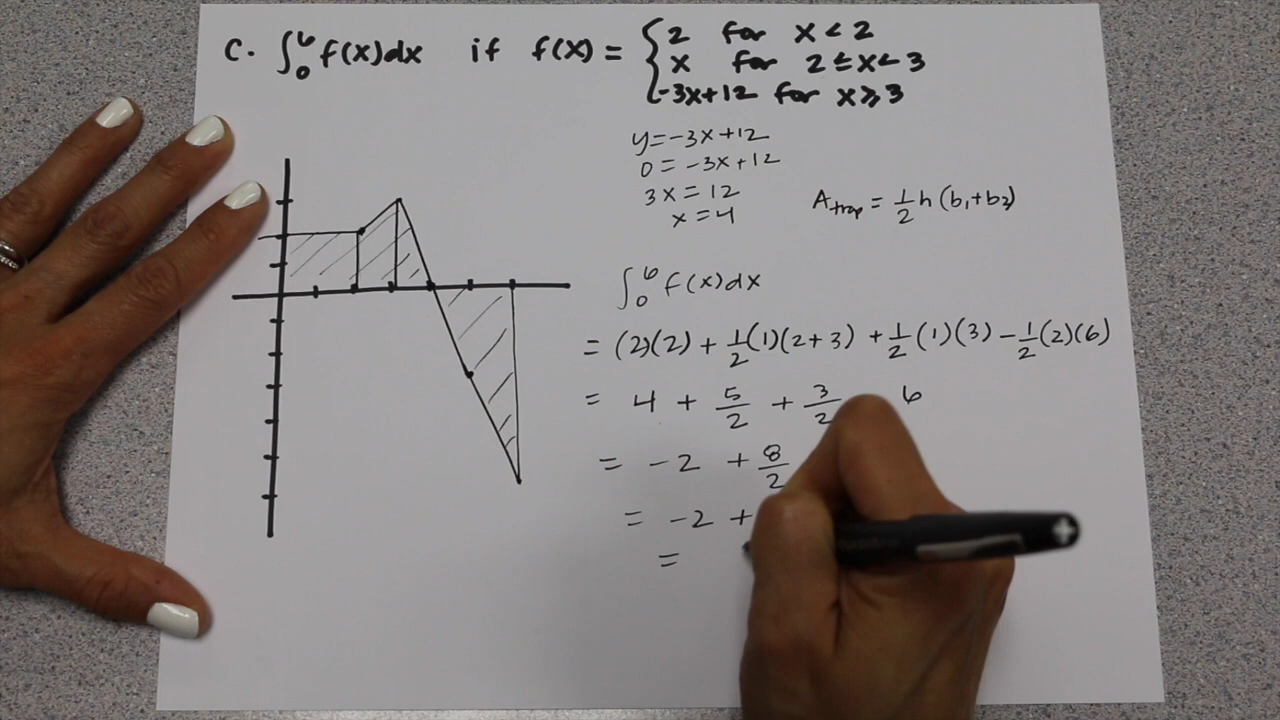 C. ∫₀⁶ f(x)dx if f(x) = { 2 for x < 2
x for 2 ≤ x < 3
-3x+12 for x ≥ 3
y = -3x+12
0 = -3x+12
3x = 12
x = 4
A_trap = 1/2 h (b₁+b₂)
∫₀⁶ f(x)dx
= (2)(2) + 1/2(1)(2+3) + 1/2(1)(3) - 1/2(2)(6)
= 4 + 5/2 + 3/2 6
= -2 + 8/2
= -2 +
=